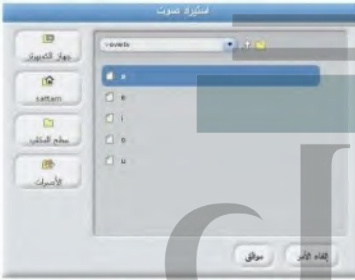 استيراد صوت
جهاز الكمبيوتر
sattam
سطح المكتب
الأصوات
vowels
a
e
i
o
u
موافق
إلغاء الأمر